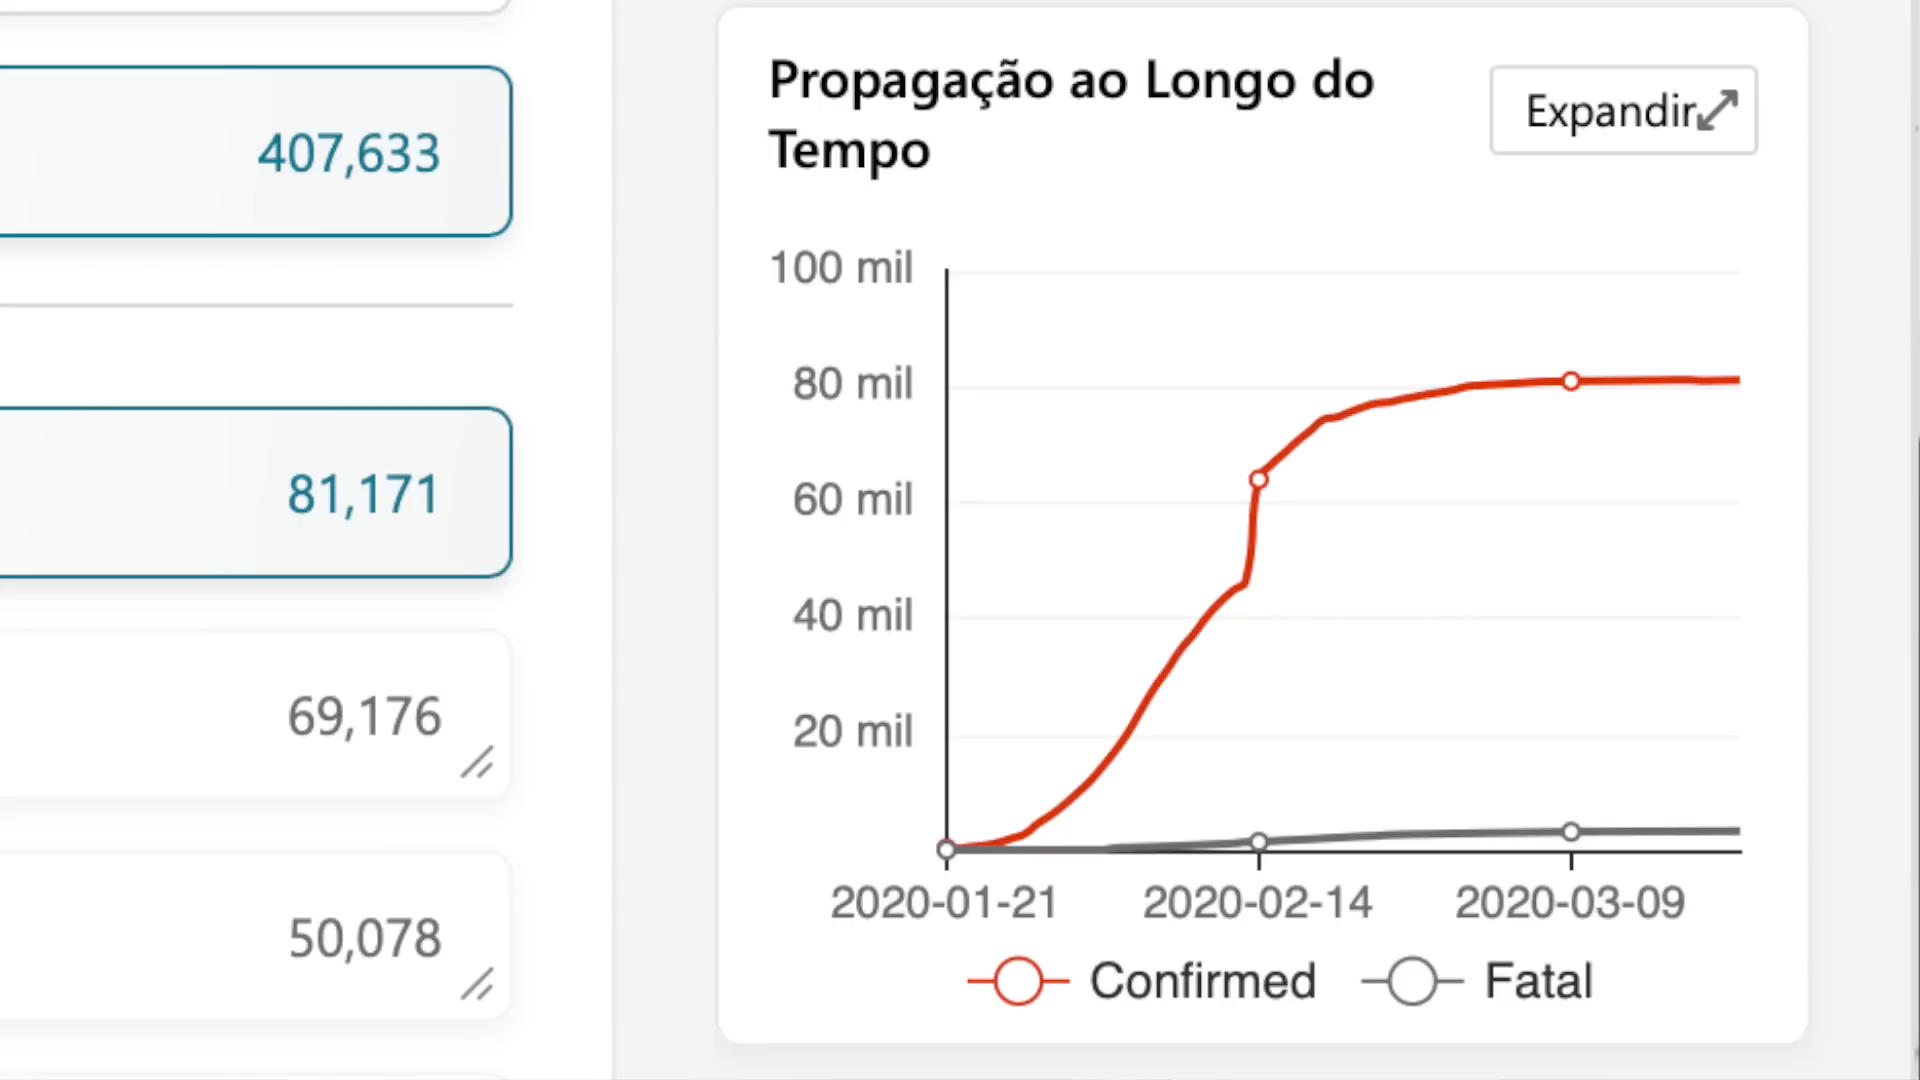 407,633
81,171
69,176
50,078
Propagação ao Longo do
Tempo
Expandir
100 mil
80 mil
60 mil
40 mil
20 mil
2020-01-21
2020-02-14
2020-03-09
Confirmed
Fatal